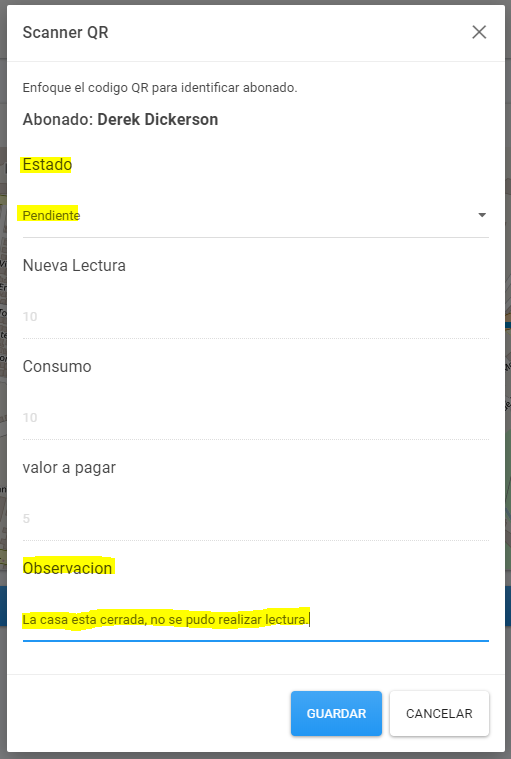 Scanner QR
Enfoque el codigo QR para identificar abonado.
Abonado: Derek Dickerson
Estado
Pendiente
Nueva Lectura
10
Consumo
10
valor a pagar
5
Observacion
La casa esta cerrada, no se pudo realizar lectura.
GUARDAR
CANCELAR